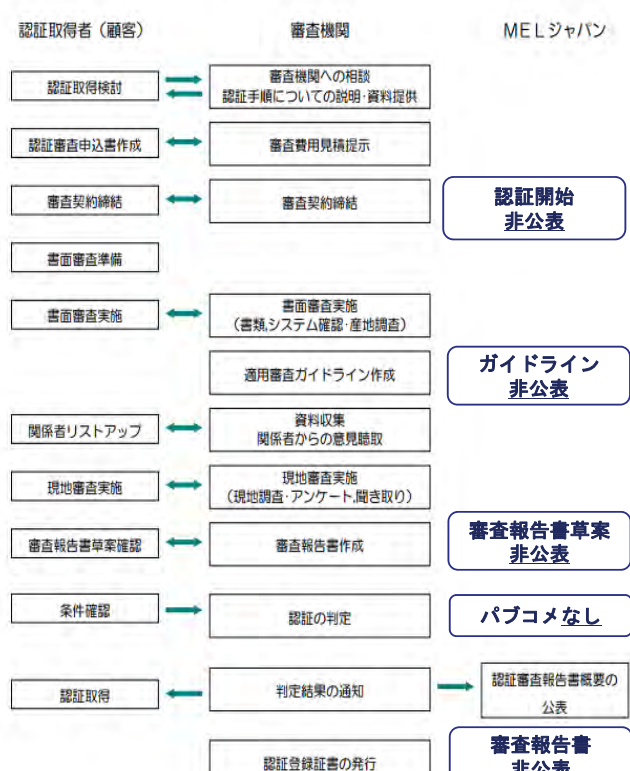 認証取得者（顧客）
審査機関
MELジャパン
認証取得検討
審査機関への相談
認証手順についての説明･資料提供
認証審査申込書作成
審査費用見積提示
審査契約締結
審査契約締結
認証開始
非公表
書面審査準備
書面審査実施
書面審査実施
（書類,システム確認･産地調査）
適用審査ガイドライン作成
ガイドライン
非公表
関係者リストアップ
資料収集
関係者からの意見聴取
現地審査実施
現地審査実施
（現地調査･アンケート,聞き取り）
審査報告書草案確認
審査報告書作成
審査報告書草案
非公表
条件確認
認証の判定
パブコメなし
認証取得
判定結果の通知
認証審査報告書概要の
公表
認証登録証書の発行
審査報告書
非公表